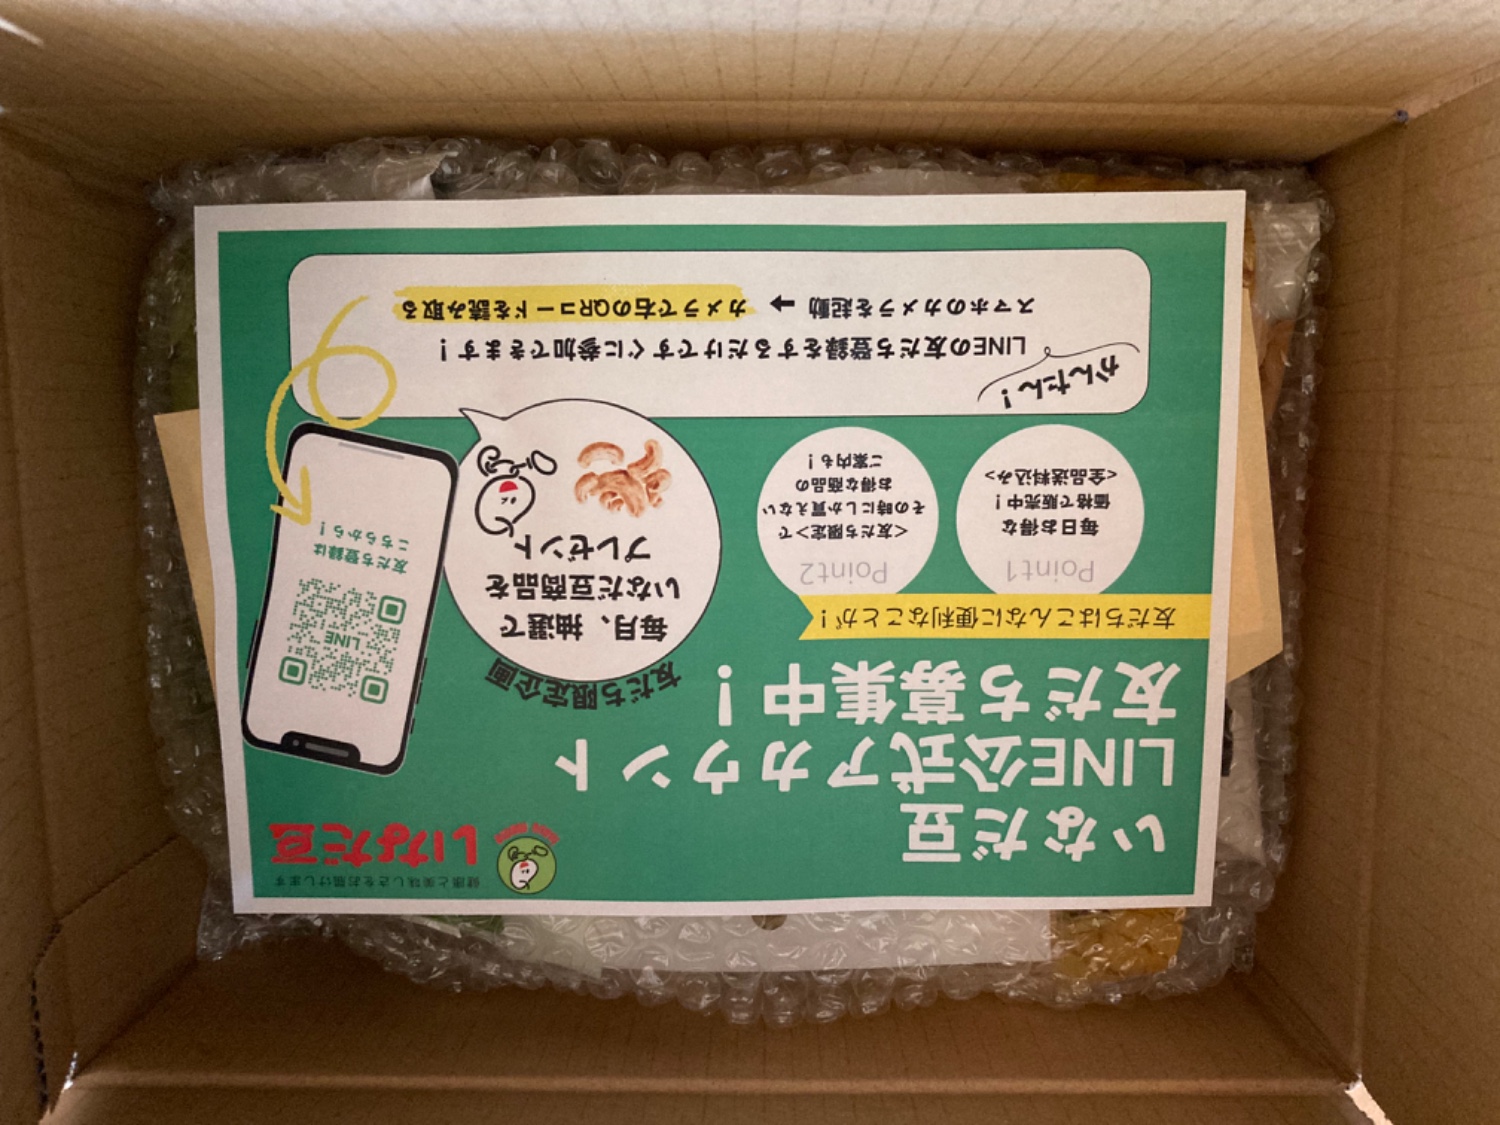 健康と美味しさをお届けします
いなだ豆
いなだ豆
LINE公式アカウント
友だち募集中！
友だちはこんなに便利なことが！
Point1
毎日お得な
価格で販売中！
<全品送料込み>
Point2
<友だち限定>で
その時にしか買えない
お得な商品の
ご案内も！
友だち限定企画
毎月、抽選で
いなだ豆商品を
プレゼント
LINE
友だち登録は
こちらから！
かんたん！
LINEの友だち登録をするだけですぐに参加できます！
スマホのカメラを起動 ➡ カメラで右のQRコードを読み取る